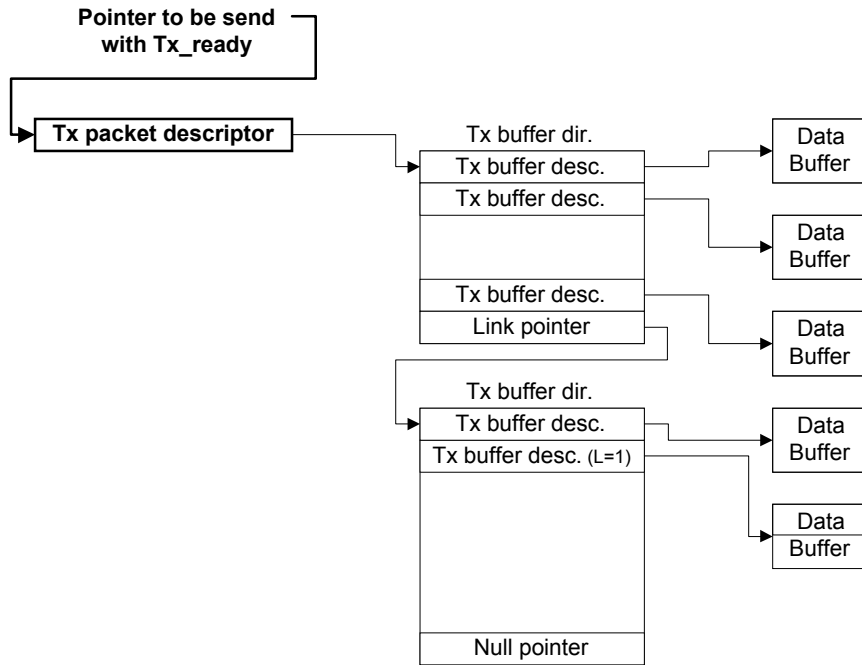 Pointer to be send
with Tx_ready
Tx packet descriptor
Tx buffer dir.
Tx buffer desc.
Tx buffer desc.
Tx buffer desc.
Link pointer
Data
Buffer
Data
Buffer
Data
Buffer
Tx buffer dir.
Tx buffer desc.
Tx buffer desc. (L=1)
Null pointer
Data
Buffer
Data
Buffer